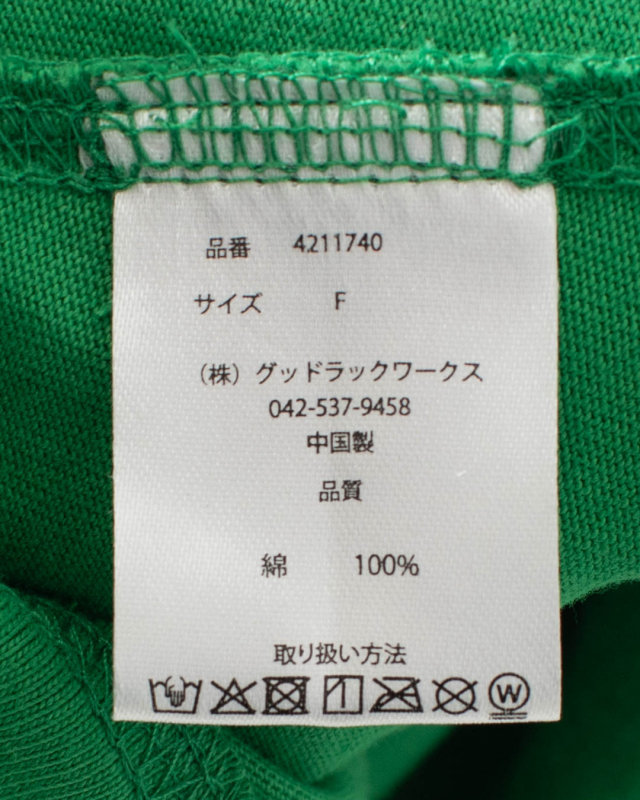 品番 4211740
サイズ F
（株）グッドラックワークス
042-537-9458
中国製
品質
綿 100%
取り扱い方法
W